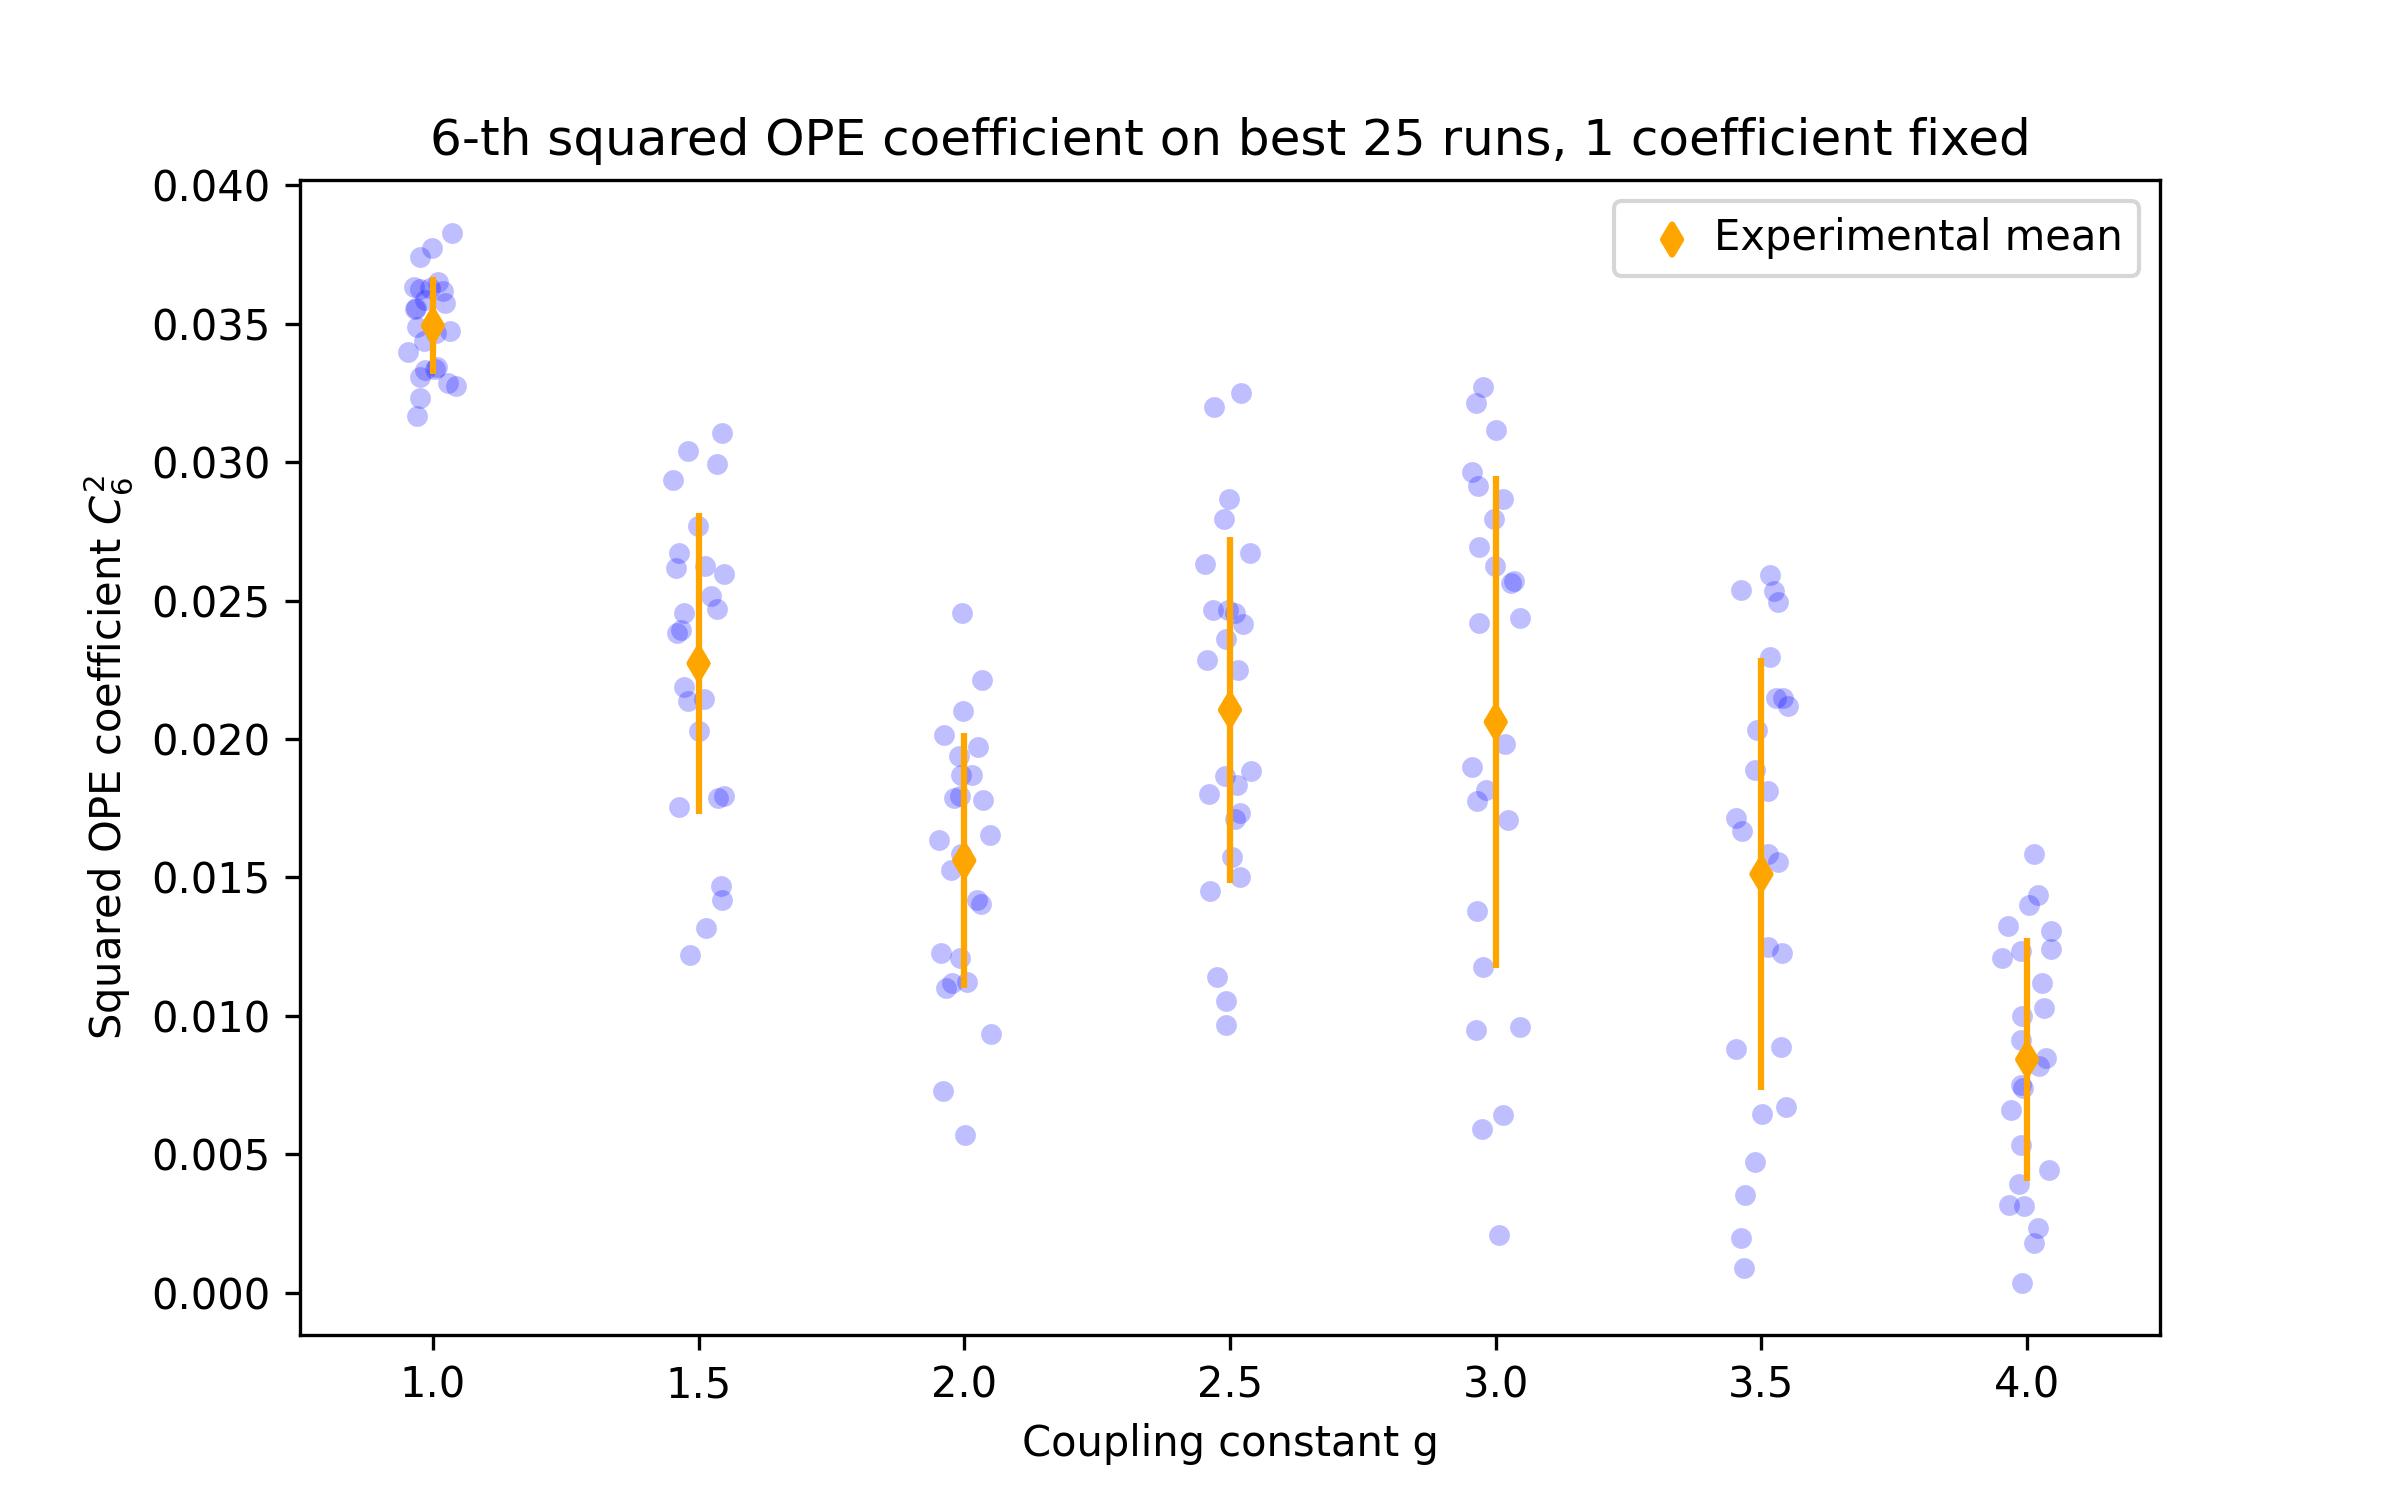 6-th squared OPE coefficient on best 25 runs, 1 coefficient fixed
Experimental mean
Squared OPE coefficient $C_6^2$
0.040
0.035
0.030
0.025
0.020
0.015
0.010
0.005
0.000
1.0 1.5 2.0 2.5 3.0 3.5 4.0
Coupling constant g